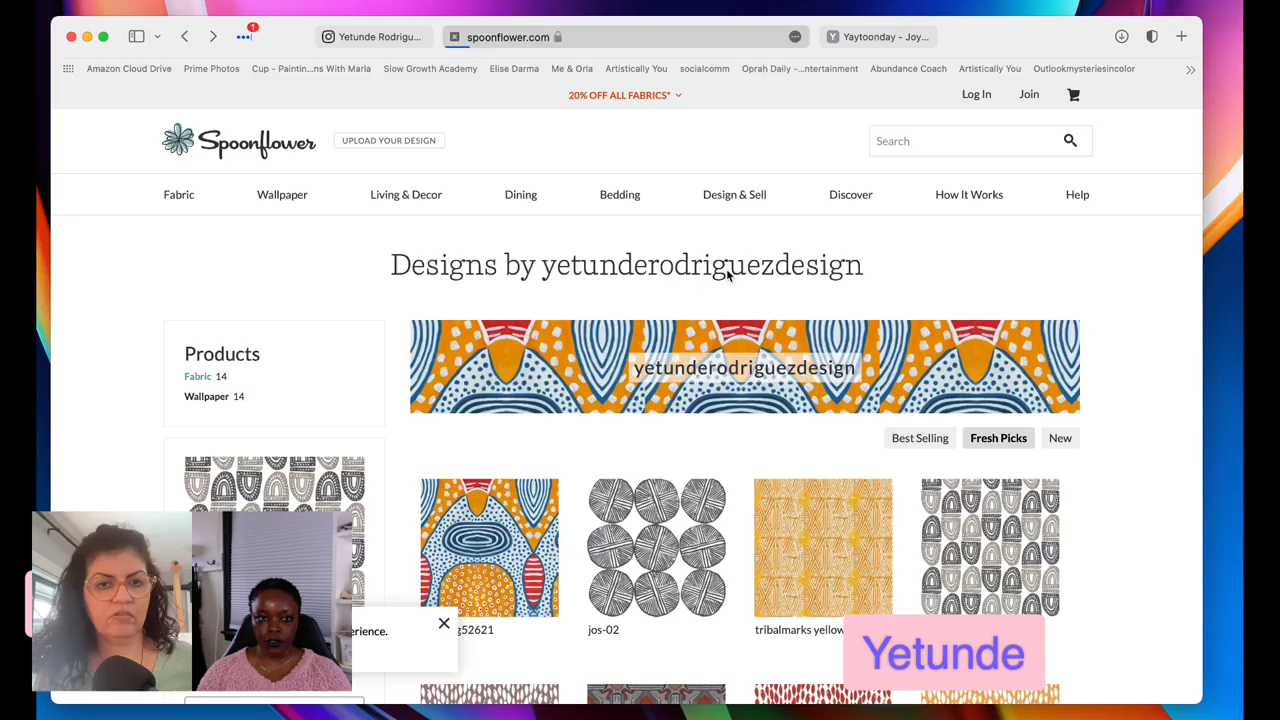 1
Yetunde Rodrigu...
spoonflower.com
Y Yaytoonday - Joy...
Amazon Cloud Drive
Prime Photos
Cup - Paintin...ns With Marla
Slow Growth Academy
Elise Darma
Me & Orla
Artistically You
socialcomm
Oprah Daily -...ntertainment
Abundance Coach
Artistically You
Outlookmysteriesincolor
20% OFF ALL FABRICS*
Log In
Join
Spoonflower
UPLOAD YOUR DESIGN
Search
Fabric
Wallpaper
Living & Decor
Dining
Bedding
Design & Sell
Discover
How It Works
Help
Designs by yetunderodriguezdesign
Products
Fabric 14
Wallpaper 14
yetunderodriguezdesign
Best Selling
Fresh Picks
New
g52621
jos-02
tribalmarks yellow
erience.
Yetunde